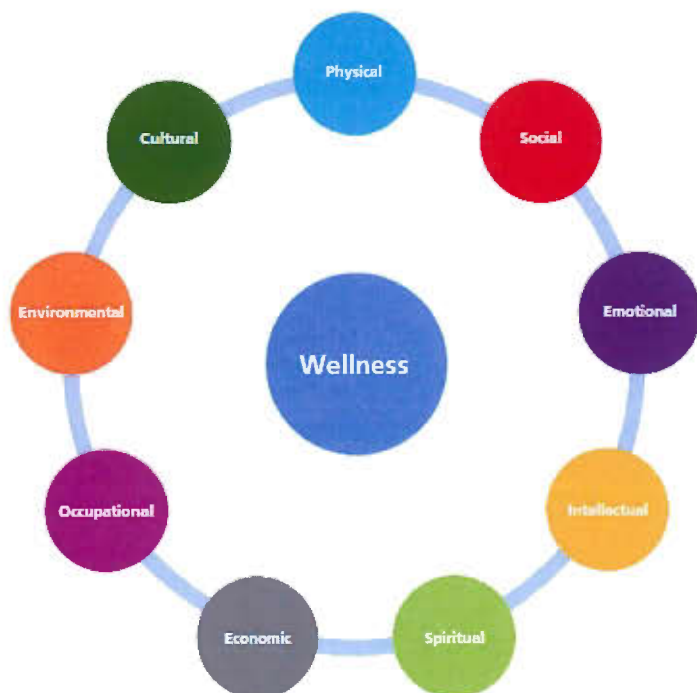 Physical
Social
Emotional
Intellectual
Spiritual
Economic
Occupational
Environmental
Cultural
Wellness